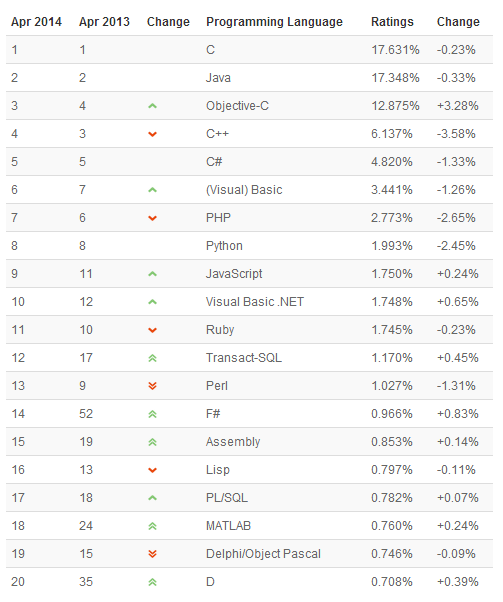 Apr 2014 Apr 2013 Change Programming Language Ratings Change
1 1 C 17.631% -0.23%
2 2 Java 17.348% -0.33%
3 4 Objective-C 12.875% +3.28%
4 3 C++ 6.137% -3.58%
5 5 C# 4.820% -1.33%
6 7 (Visual) Basic 3.441% -1.26%
7 6 PHP 2.773% -2.65%
8 8 Python 1.993% -2.45%
9 11 JavaScript 1.750% +0.24%
10 12 Visual Basic .NET 1.748% +0.65%
11 10 Ruby 1.745% -0.23%
12 17 Transact-SQL 1.170% +0.45%
13 9 Perl 1.027% -1.31%
14 52 F# 0.966% +0.83%
15 19 Assembly 0.853% +0.14%
16 13 Lisp 0.797% -0.11%
17 18 PL/SQL 0.782% +0.07%
18 24 MATLAB 0.760% +0.24%
19 15 Delphi/Object Pascal 0.746% -0.09%
20 35 D 0.708% +0.39%